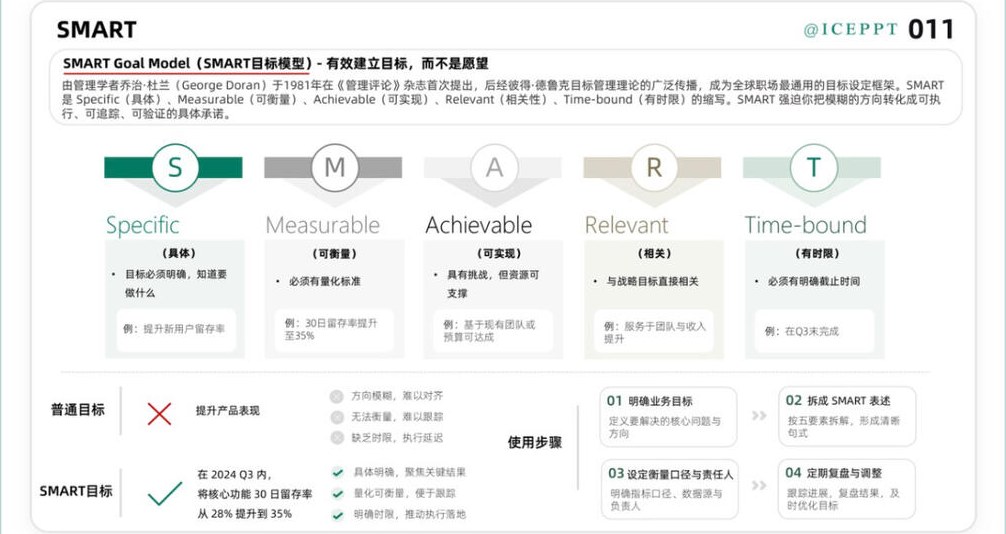 SMART
@ICEPPT 011
SMART Goal Model（SMART目标模型）- 有效建立目标，而不是愿望
由管理学者乔治·杜兰（George Doran）于1981年在《管理评论》杂志首次提出，后经彼得·德鲁克目标管理理论的广泛传播，成为全球职场最通用的目标设定框架。SMART
是 Specific（具体）、Measurable（可衡量）、Achievable（可实现）、Relevant（相关性）、Time-bound（有时限）的缩写。SMART 强迫你把模糊的方向转化成可执
行、可追踪、可验证的具体承诺。
S
M
A
R
T
Specific
Measurable
Achievable
Relevant
Time-bound
（具体）
• 目标必须明确，知道要
做什么
例：提升新用户留存率
（可衡量）
• 必须有量化标准
例：30日留存率提升
至35%
（可实现）
• 具有挑战，但资源可
支撑
例：基于现有团队或
预算可达成
（相关）
• 与战略目标直接相关
例：服务于团队与收入
提升
（有时限）
• 必须有明确截止时间
例：在Q3末完成
普通目标
提升产品表现
方向模糊，难以对齐
无法衡量，难以跟踪
缺乏时限，执行延迟
SMART目标
在 2024 Q3 内，
将核心功能 30 日留存率
从 28% 提升到 35%
具体明确，聚焦关键结果
量化可衡量，便于跟踪
明确时限，推动执行落地
使用步骤
01 明确业务目标
定义要解决的核心问题与
方向
02 拆成 SMART 表述
按五要素拆解，形成清晰
句式
03 设定衡量口径与责任人
明确指标口径、数据源与
负责人
04 定期复盘与调整
跟踪进展，复盘结果，及
时优化目标